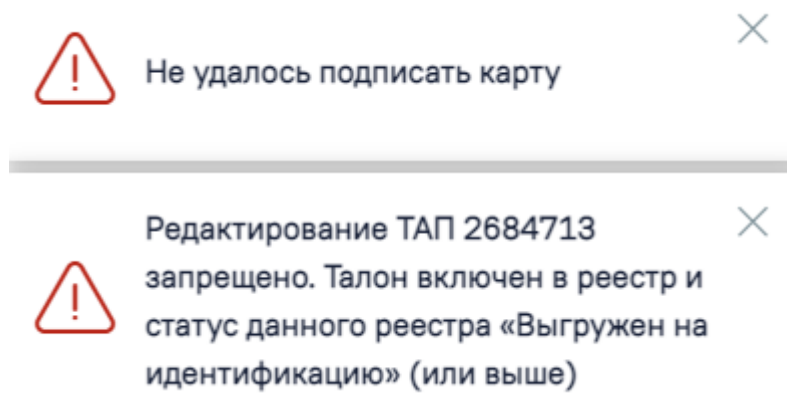 Не удалось подписать карту
Редактирование ТАП 2684713
запрещено. Талон включен в реестр и
статус данного реестра «Выгружен на
идентификацию» (или выше)